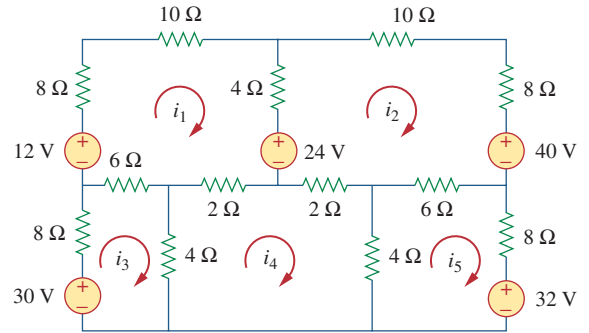 10 Ω 10 Ω
8 Ω 4 Ω 8 Ω
i1 i2
+ + +
12 V − 24 V − 40 V −
6 Ω
2 Ω 2 Ω 6 Ω
8 Ω 4 Ω 4 Ω 8 Ω
i3 i4 i5
+ +
30 V − 32 V −